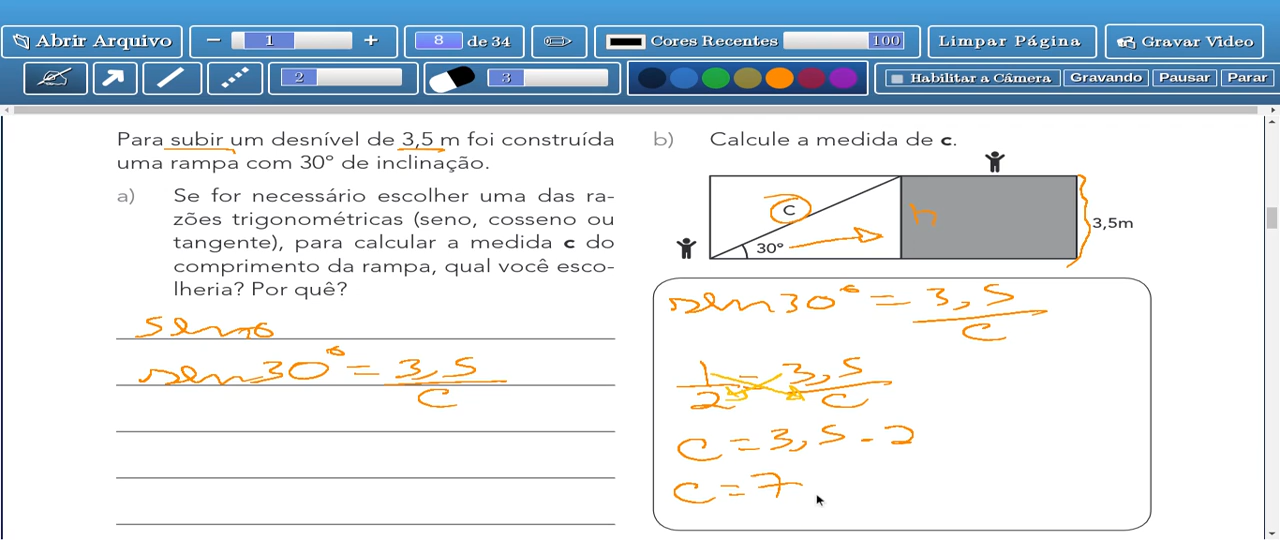 Abrir Arquivo − 1 + 8 de 34 Cores Recentes 100 Limpar Página Gravar Video
2 3 Habilitar a Câmera Gravando Pausar Parar
Para subir um desnível de 3,5 m foi construída
uma rampa com 30° de inclinação.
a) Se for necessário escolher uma das ra-
zões trigonométricas (seno, cosseno ou
tangente), para calcular a medida c do
comprimento da rampa, qual você esco-
lheria? Por quê?
seno
sen 30° = 3,5
c
b) Calcule a medida de c.
c
h
3,5m
30°
sen 30° = 3,5
c
1 = 3,5
2 c
c = 3,5 . 2
c = 7